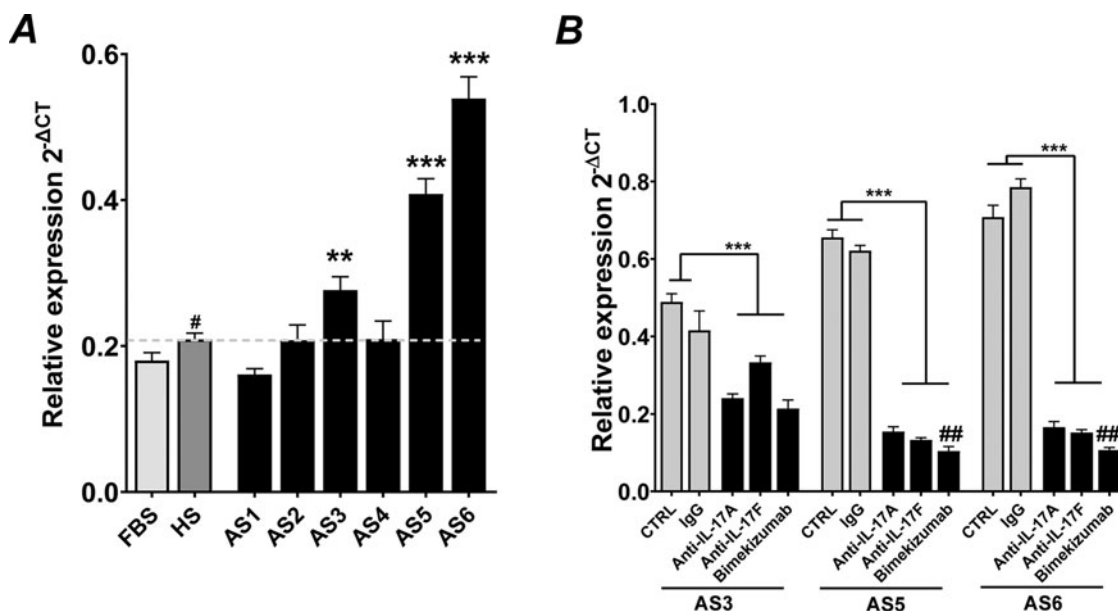 A
Relative expression 2^-ΔCT
0.6
0.4
0.2
0.0
#
**
***
***
FBS
HS
AS1
AS2
AS3
AS4
AS5
AS6
B
Relative expression 2^-ΔCT
1.0
0.8
0.6
0.4
0.2
0.0
***
***
***
##
##
CTRL
IgG
Anti-IL-17A
Anti-IL-17F
Bimekizumab
CTRL
IgG
Anti-IL-17A
Anti-IL-17F
Bimekizumab
CTRL
IgG
Anti-IL-17A
Anti-IL-17F
Bimekizumab
AS3
AS5
AS6